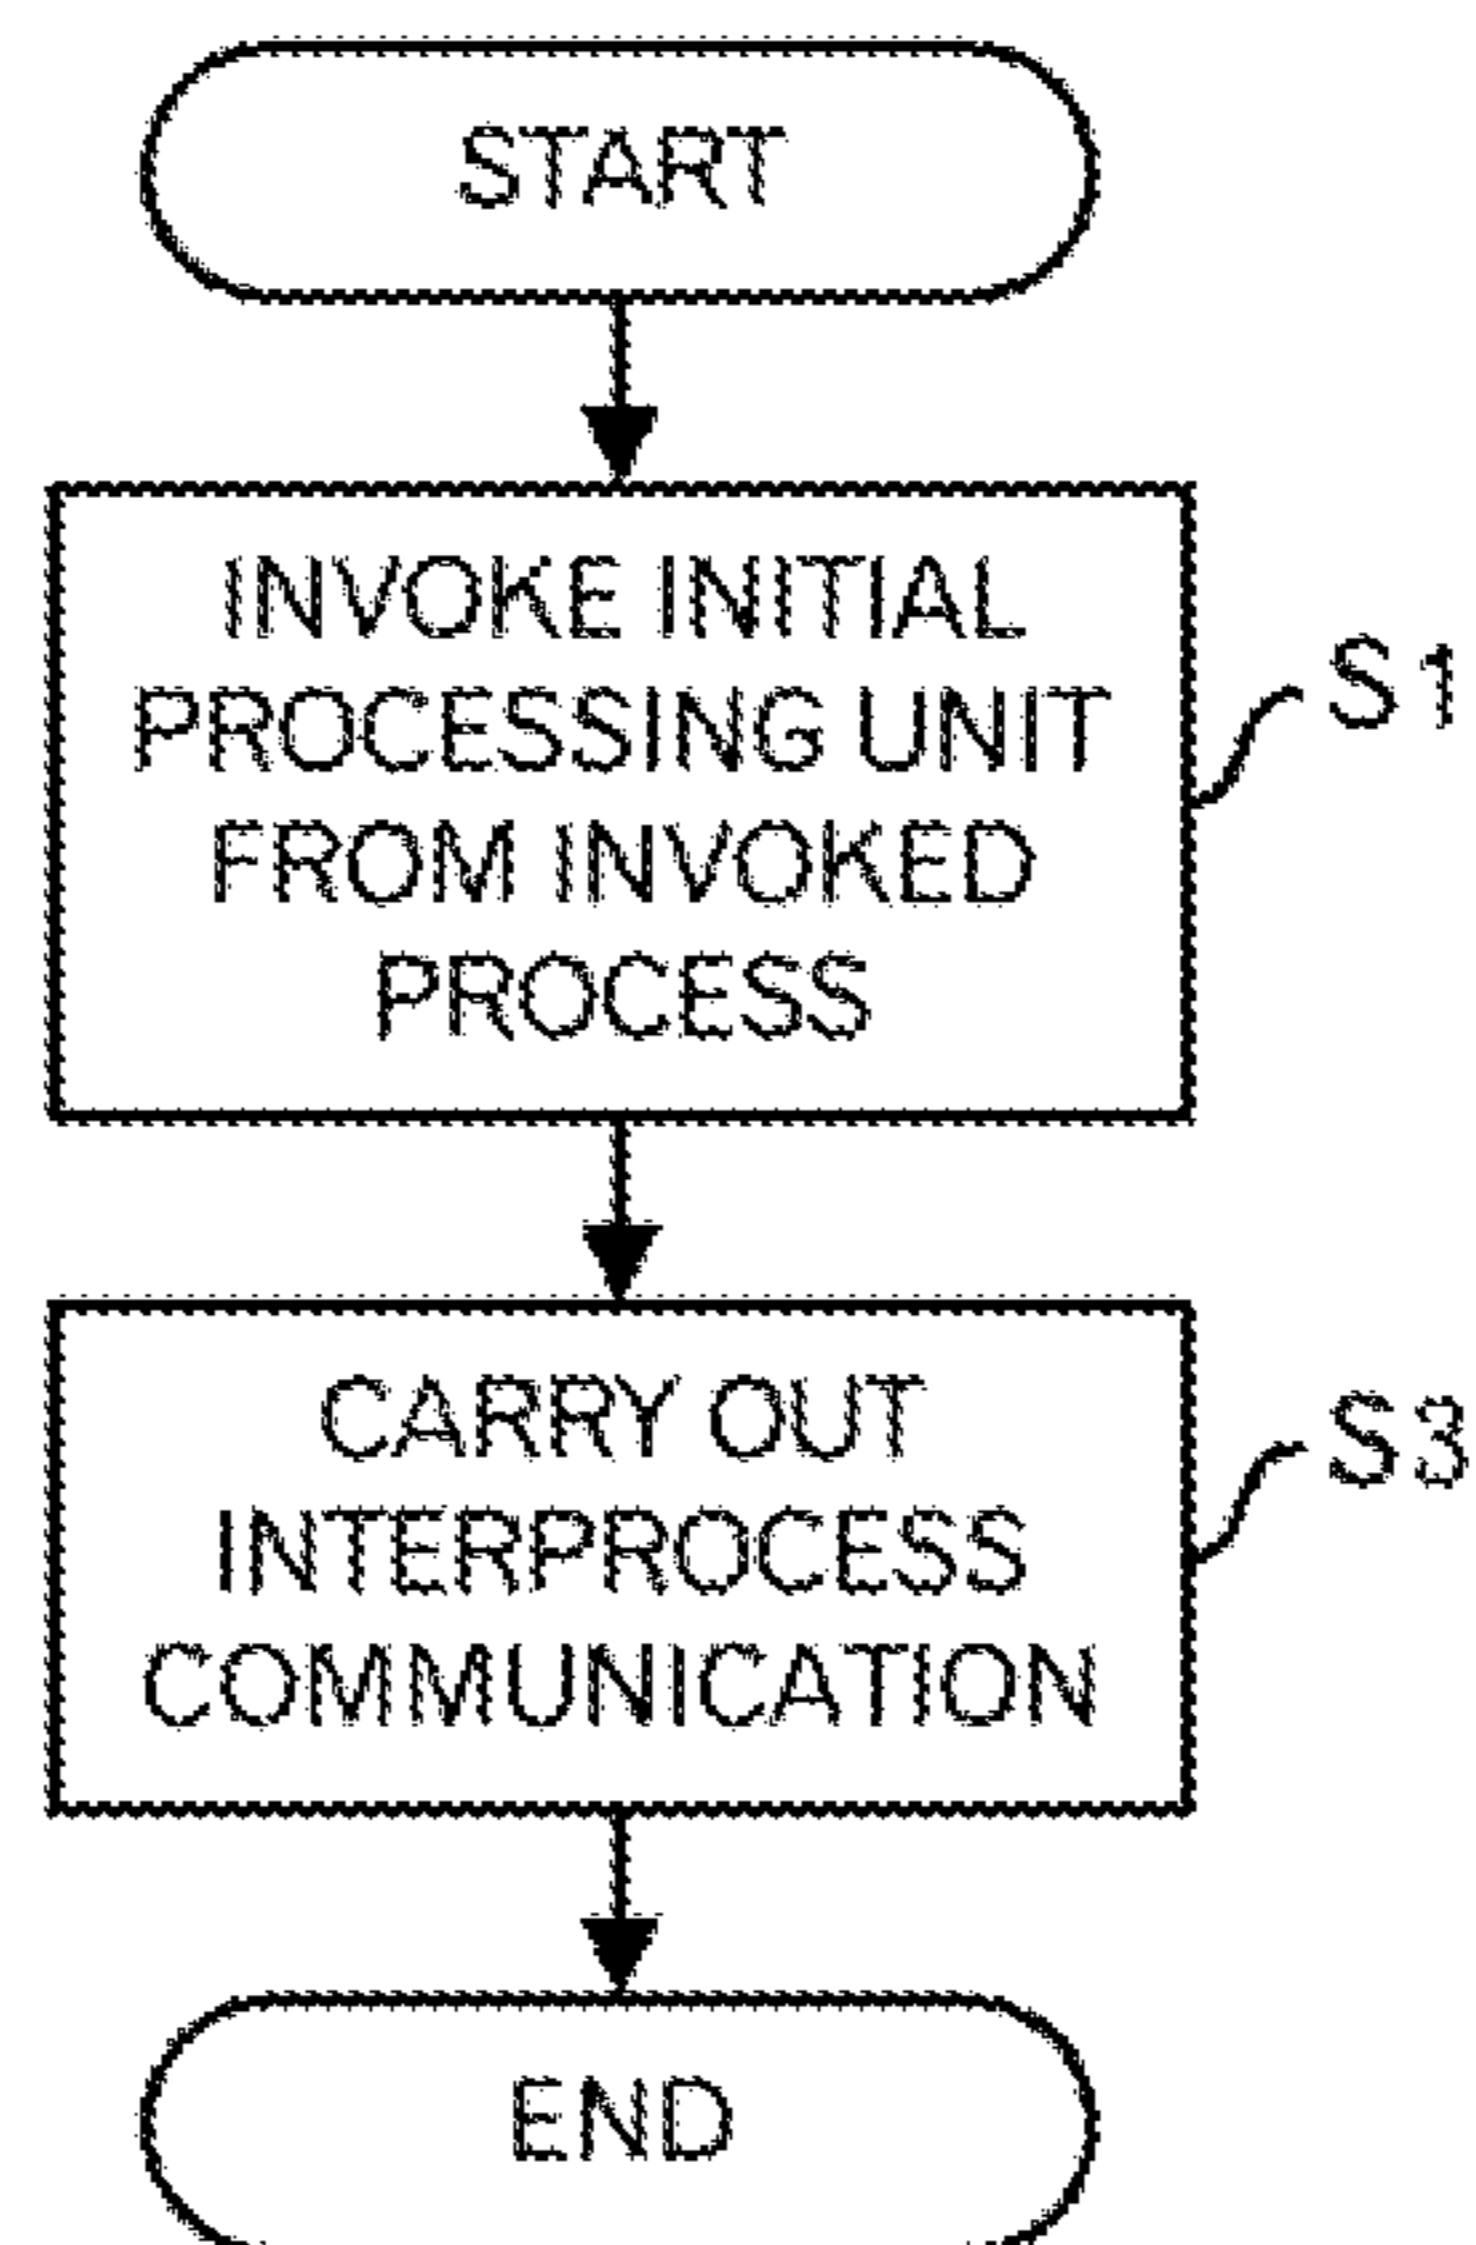 START
INVOKE INITIAL
PROCESSING UNIT
FROM INVOKED
PROCESS
S1
CARRY OUT
INTERPROCESS
COMMUNICATION
S3
END